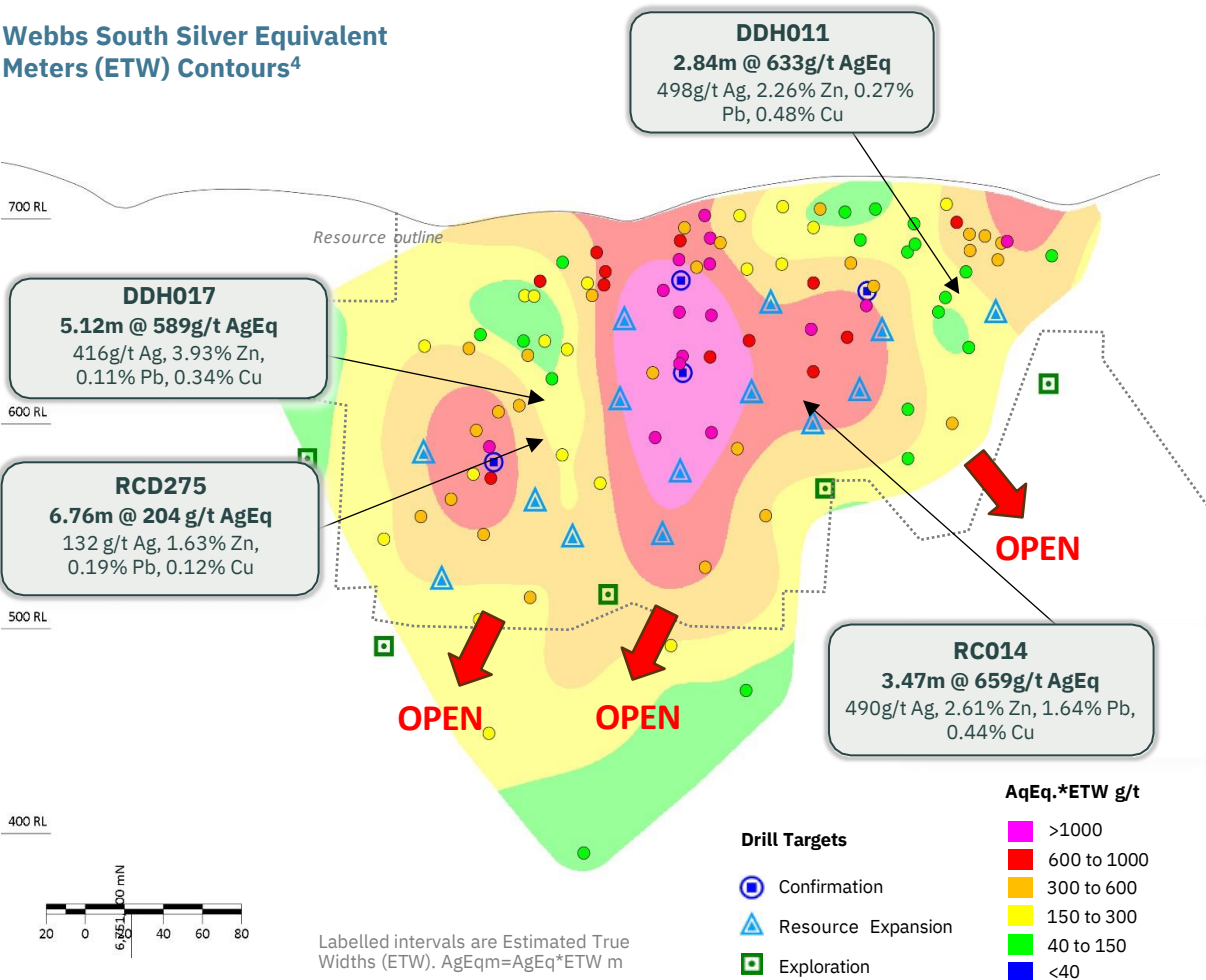 Webbs South Silver Equivalent
Meters (ETW) Contours4
DDH011
2.84m @ 633g/t AgEq
498g/t Ag, 2.26% Zn, 0.27%
Pb, 0.48% Cu
700 RL
Resource outline
DDH017
5.12m @ 589g/t AgEq
416g/t Ag, 3.93% Zn,
0.11% Pb, 0.34% Cu
600 RL
RCD275
6.76m @ 204 g/t AgEq
132 g/t Ag, 1.63% Zn,
0.19% Pb, 0.12% Cu
OPEN
500 RL
RC014
3.47m @ 659g/t AgEq
490g/t Ag, 2.61% Zn, 1.64% Pb,
0.44% Cu
OPEN
OPEN
400 RL
AqEq.*ETW g/t
>1000
600 to 1000
300 to 600
150 to 300
40 to 150
<40
Drill Targets
Confirmation
Resource Expansion
Exploration
20 0 20 40 60 80
Labelled intervals are Estimated True
Widths (ETW). AgEqm=AgEq*ETW m